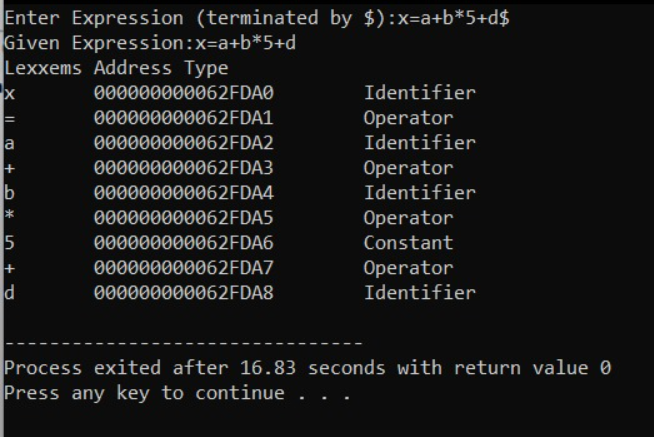 Enter Expression (terminated by $):x=a+b*5+d$
Given Expression:x=a+b*5+d
Lexxems Address Type
x 000000000062FDA0 Identifier
= 000000000062FDA1 Operator
a 000000000062FDA2 Identifier
+ 000000000062FDA3 Operator
b 000000000062FDA4 Identifier
* 000000000062FDA5 Operator
5 000000000062FDA6 Constant
+ 000000000062FDA7 Operator
d 000000000062FDA8 Identifier
--------------------------------
Process exited after 16.83 seconds with return value 0
Press any key to continue . . .